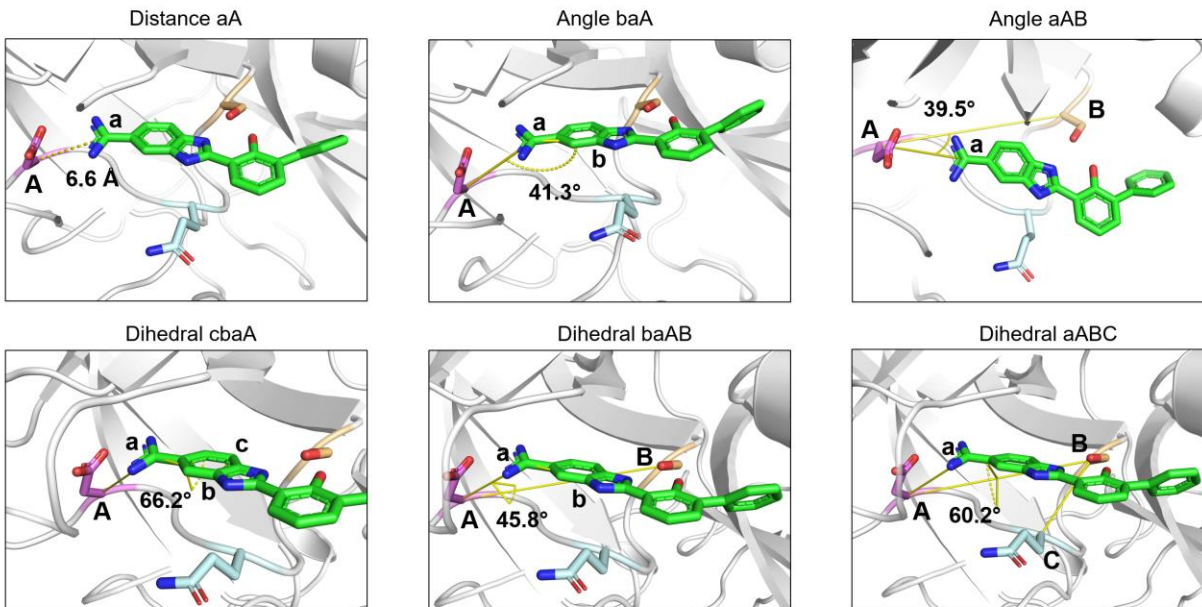 Distance aA
Angle baA
Angle aAB
a
A
6.6 Å
a
b
A
41.3°
39.5°
B
A
a
Dihedral cbaA
Dihedral baAB
Dihedral aABC
a
c
b
66.2°
A
a
B
b
A
45.8°
a
B
A
60.2°
C